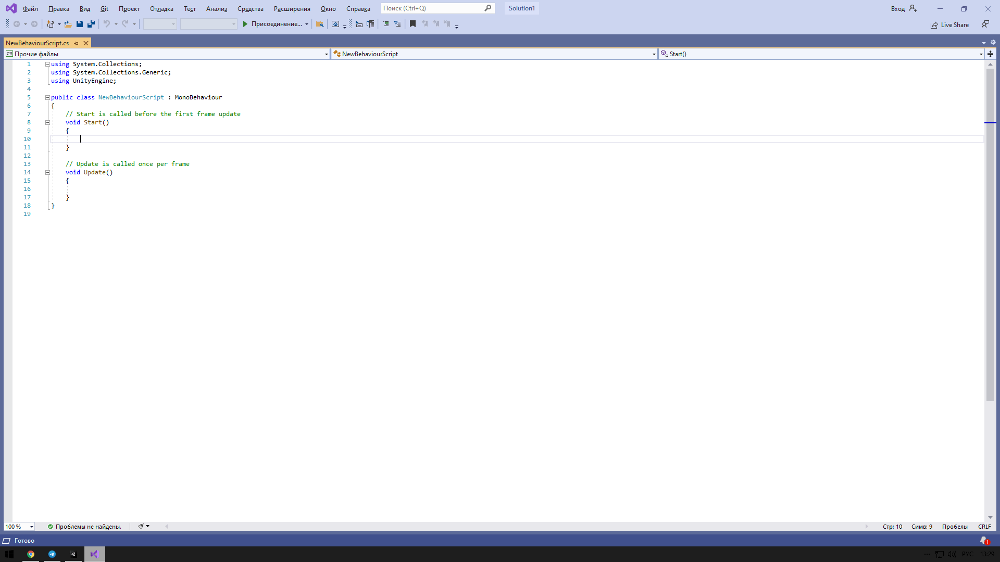 Файл Правка Вид Git Проект Отладка Тест Анализ Средства Расширения Окно Справка Поиск (Ctrl+Q) Solution1 Вход
Присоединение... Live Share
NewBehaviourScript.cs
C# Прочие файлы NewBehaviourScript Start()
1 using System.Collections;
2 using System.Collections.Generic;
3 using UnityEngine;
4
5 public class NewBehaviourScript : MonoBehaviour
6 {
7 // Start is called before the first frame update
8 void Start()
9 {
10
11 }
12
13 // Update is called once per frame
14 void Update()
15 {
16
17 }
18 }
19
100 % Проблемы не найдены. Стр: 10 Симв: 9 Пробелы CRLF
Готово 1
РУС 13:29